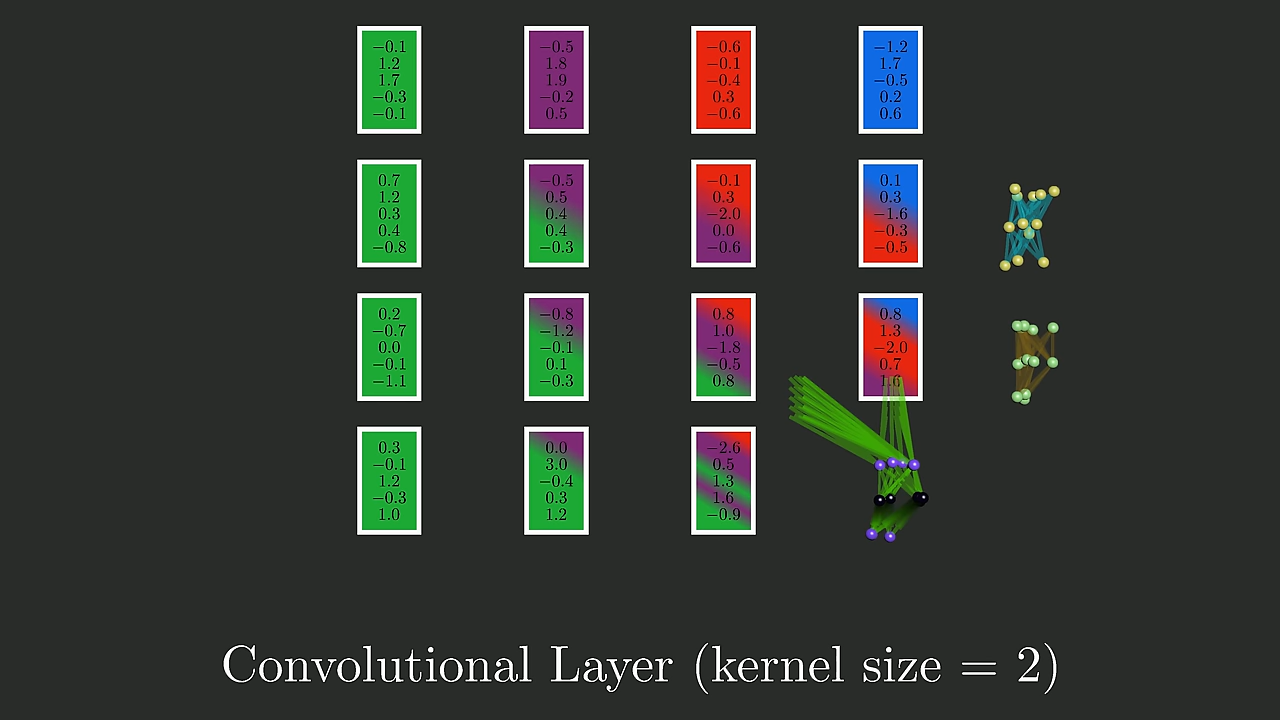 −0.1 −0.5 −0.6 −1.2
1.2 1.8 −0.1 1.7
1.7 1.9 −0.4 −0.5
−0.3 −0.2 0.3 0.2
−0.1 0.5 −0.6 0.6
0.7 −0.5 −0.1 0.1
1.2 0.5 0.3 0.3
0.3 0.4 −2.0 −1.6
0.4 0.4 0.0 −0.3
−0.8 −0.3 −0.6 −0.5
0.2 −0.8 0.8 0.8
−0.7 −1.2 1.0 1.3
0.0 −0.1 −1.8 −2.0
−0.1 0.1 −0.5 0.7
−1.1 −0.3 0.8 1.6
0.3 0.0 −2.6
−0.1 3.0 0.5
1.2 −0.4 1.3
−0.3 0.3 1.6
1.0 1.2 −0.9
Convolutional Layer (kernel size = 2)